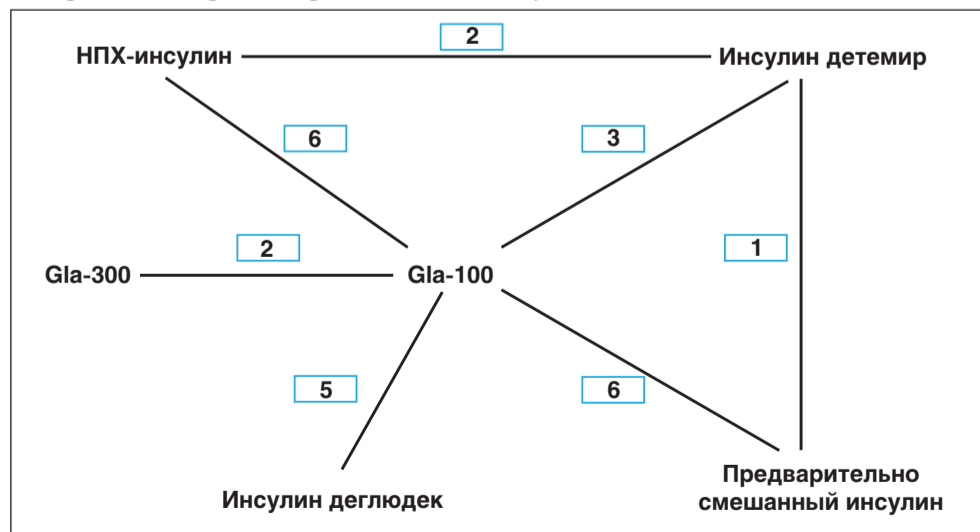 2
НПХ-инсулин
Инсулин детемир
6
3
2
1
Gla-300
Gla-100
5
6
Инсулин деглюдек
Предварительно
смешанный инсулин